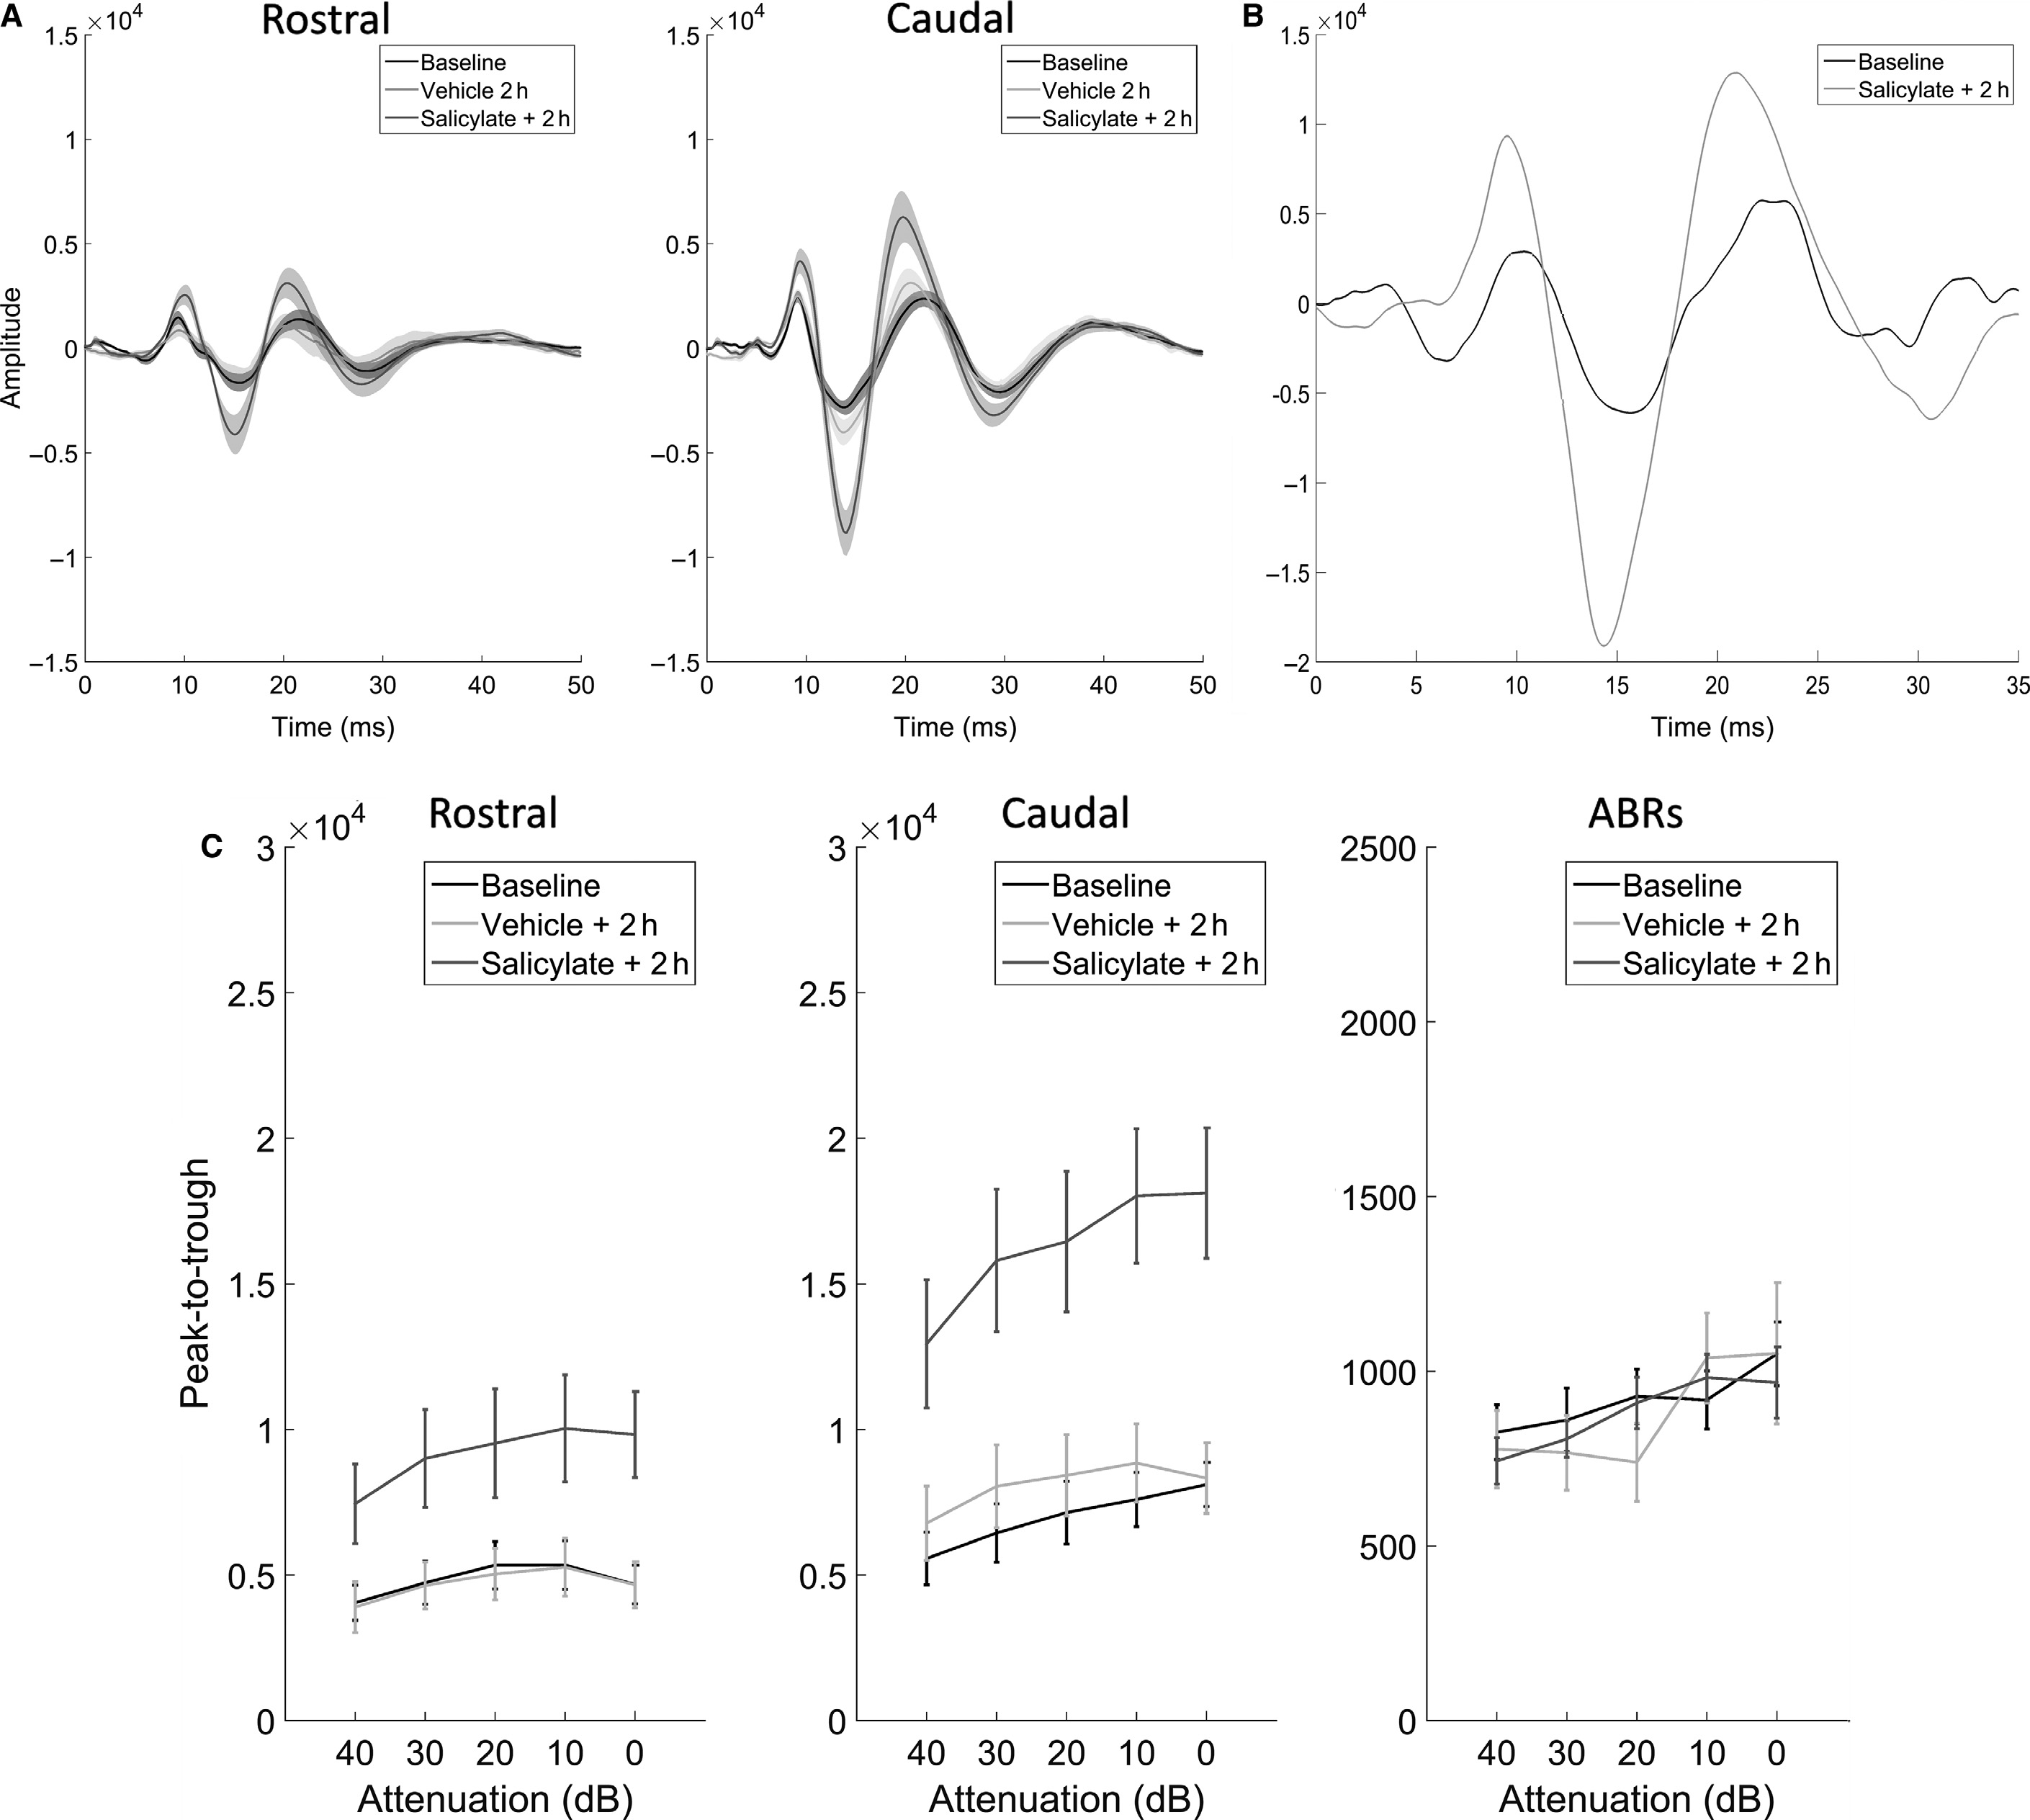 A
Rostral
×10⁴
1.5
1
0.5
0
−0.5
−1
−1.5
Amplitude
Baseline
Vehicle 2 h
Salicylate + 2 h
0 10 20 30 40 50
Time (ms)
Caudal
×10⁴
1.5
1
0.5
0
−0.5
−1
−1.5
Baseline
Vehicle 2 h
Salicylate + 2 h
0 10 20 30 40 50
Time (ms)
B
×10⁴
1.5
1
0.5
0
-0.5
−1
−1.5
−2
Baseline
Salicylate + 2 h
0 5 10 15 20 25 30 35
Time (ms)
C
Rostral
×10⁴
3
2.5
2
1.5
1
0.5
0
Peak-to-trough
Baseline
Vehicle + 2 h
Salicylate + 2 h
40 30 20 10 0
Attenuation (dB)
Caudal
×10⁴
3
2.5
2
1.5
1
0.5
0
Baseline
Vehicle + 2 h
Salicylate + 2 h
40 30 20 10 0
Attenuation (dB)
ABRs
2500
2000
1500
1000
500
0
Baseline
Vehicle + 2 h
Salicylate + 2 h
40 30 20 10 0
Attenuation (dB)